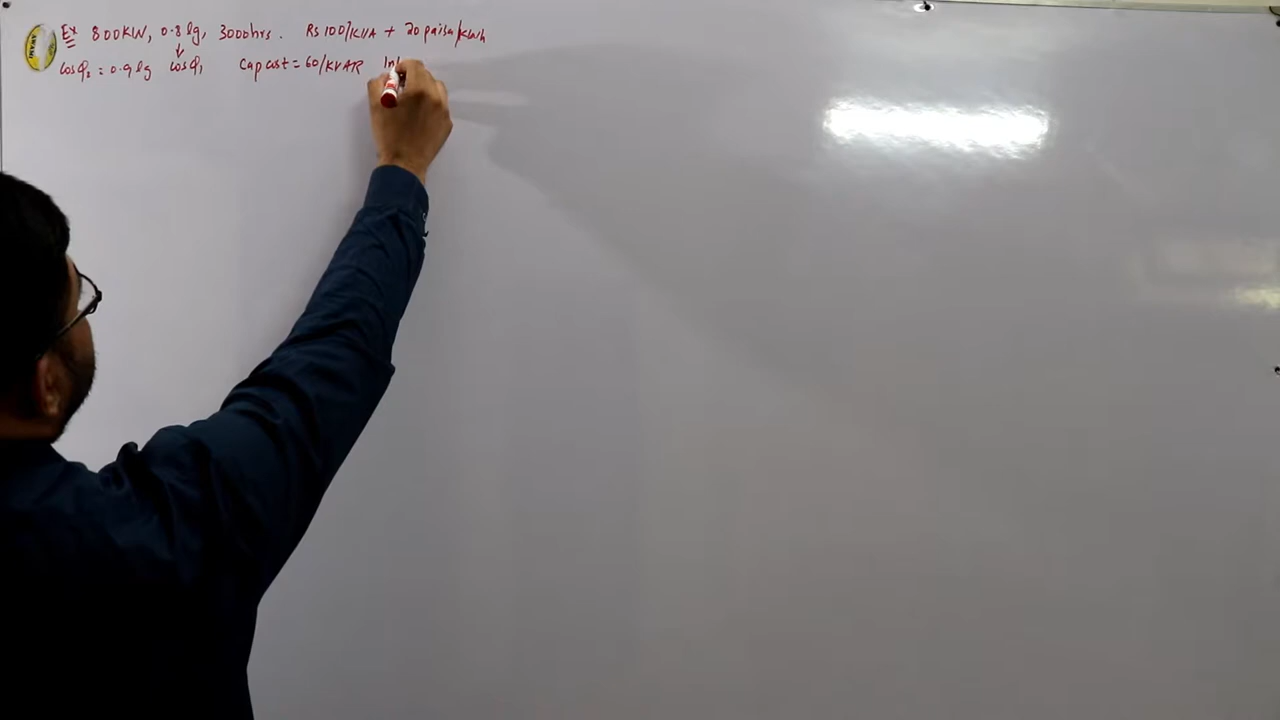 Ex 800KW, 0.8 lg, 3000hrs. Rs 100/KVA + 20 paisa/kwh
cosφ₂ = 0.9 lg cosφ₁ cap cost = 60/KVAR